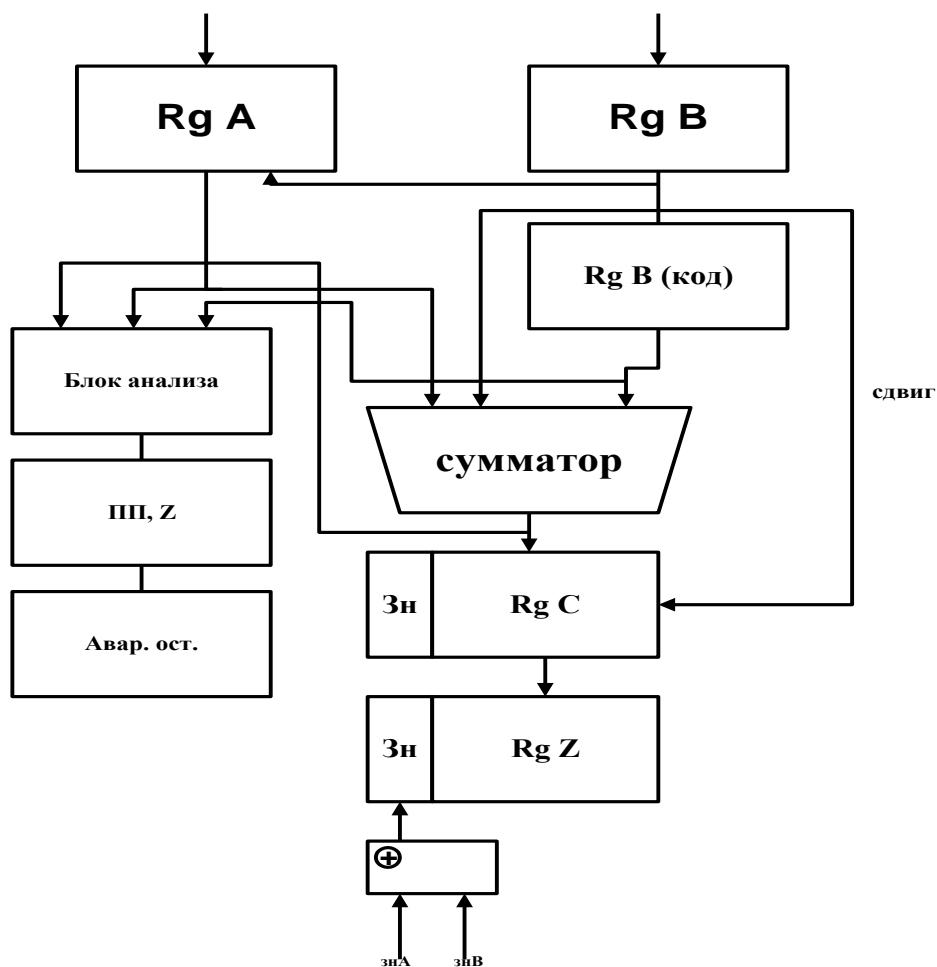 Rg A
Rg B
Rg B (код)
Блок анализа
сдвиг
сумматор
ПП, Z
Зн
Rg C
Авар. ост.
Зн
Rg Z
знА
знВ